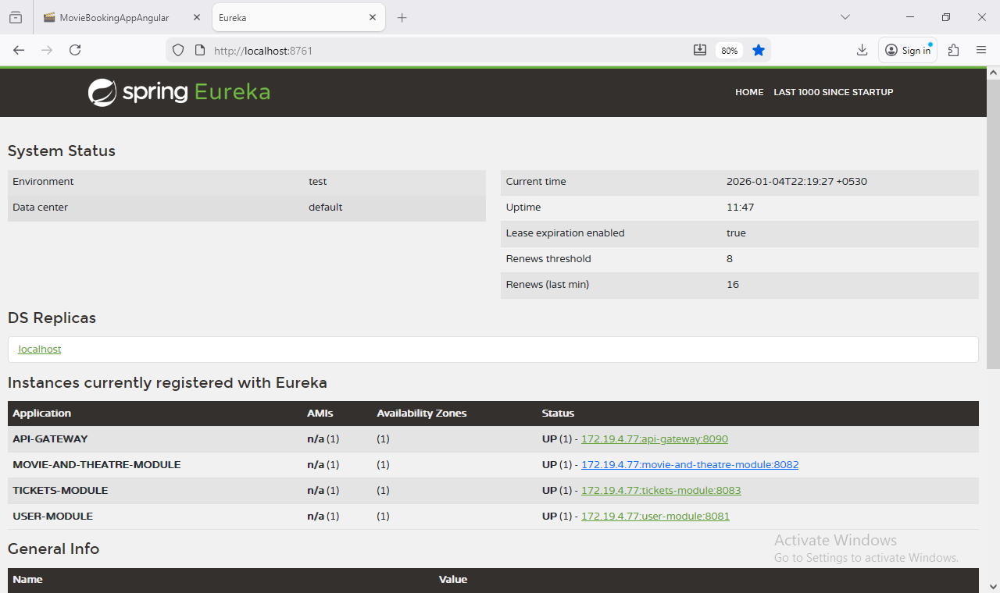 MovieBookingAppAngular
Eureka
http://localhost:8761
80%
Sign in
spring Eureka
HOME LAST 1000 SINCE STARTUP
System Status
Environment test
Data center default
Current time 2026-01-04T22:19:27 +0530
Uptime 11:47
Lease expiration enabled true
Renews threshold 8
Renews (last min) 16
DS Replicas
localhost
Instances currently registered with Eureka
Application AMIs Availability Zones Status
API-GATEWAY n/a (1) (1) UP (1) - 172.19.4.77:api-gateway:8090
MOVIE-AND-THEATRE-MODULE n/a (1) (1) UP (1) - 172.19.4.77:movie-and-theatre-module:8082
TICKETS-MODULE n/a (1) (1) UP (1) - 172.19.4.77:tickets-module:8083
USER-MODULE n/a (1) (1) UP (1) - 172.19.4.77:user-module:8081
General Info
Name Value
Activate Windows
Go to Settings to activate Windows.